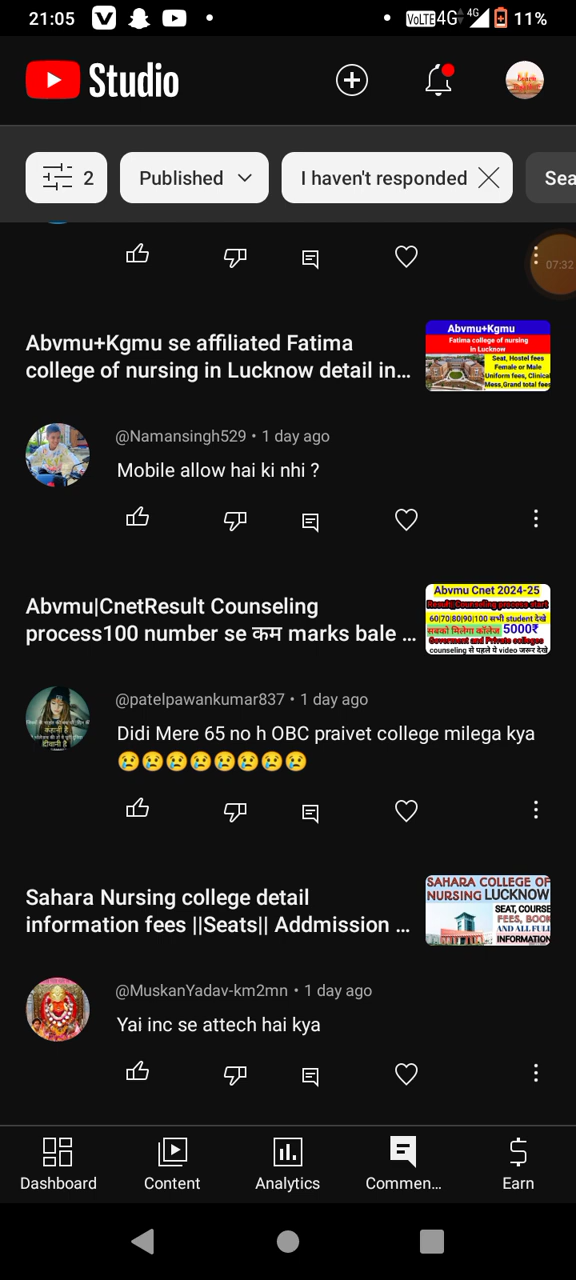 21:05
VoLTE 4G 4G 11%
Studio
2
Published
I haven't responded
Sea
07:32
Abvmu+Kgmu se affiliated Fatima
college of nursing in Lucknow detail in...
Abvmu+Kgmu
Fatima college of nursing
in Lucknow
Seat, Hostel fees
Female or Male
Uniform fees, Clinical
Mess,Grand total fees
@Namansingh529 • 1 day ago
Mobile allow hai ki nhi ?
Abvmu|CnetResult Counseling
process100 number se कम marks bale ...
Abvmu Cnet 2024-25
Result||Counseling process start
60|70|80|90|100 वाले student देखे
सबको मिलेगा कॉलेज 5000₹
Goverment and Private colleges
counseling से पहले ये video जरूर देखे
@patelpawankumar837 • 1 day ago
Didi Mere 65 no h OBC praivet college milega kya
😢😢😢😢😢😢😢😢
Sahara Nursing college detail
information fees ||Seats|| Addmission ...
SAHARA COLLEGE OF
NURSING LUCKNOW
SEAT, COURSE
FEES, BOOK
AND ALL FULL
INFORMATION
@MuskanYadav-km2mn • 1 day ago
Yai inc se attech hai kya
Dashboard
Content
Analytics
Commen...
Earn